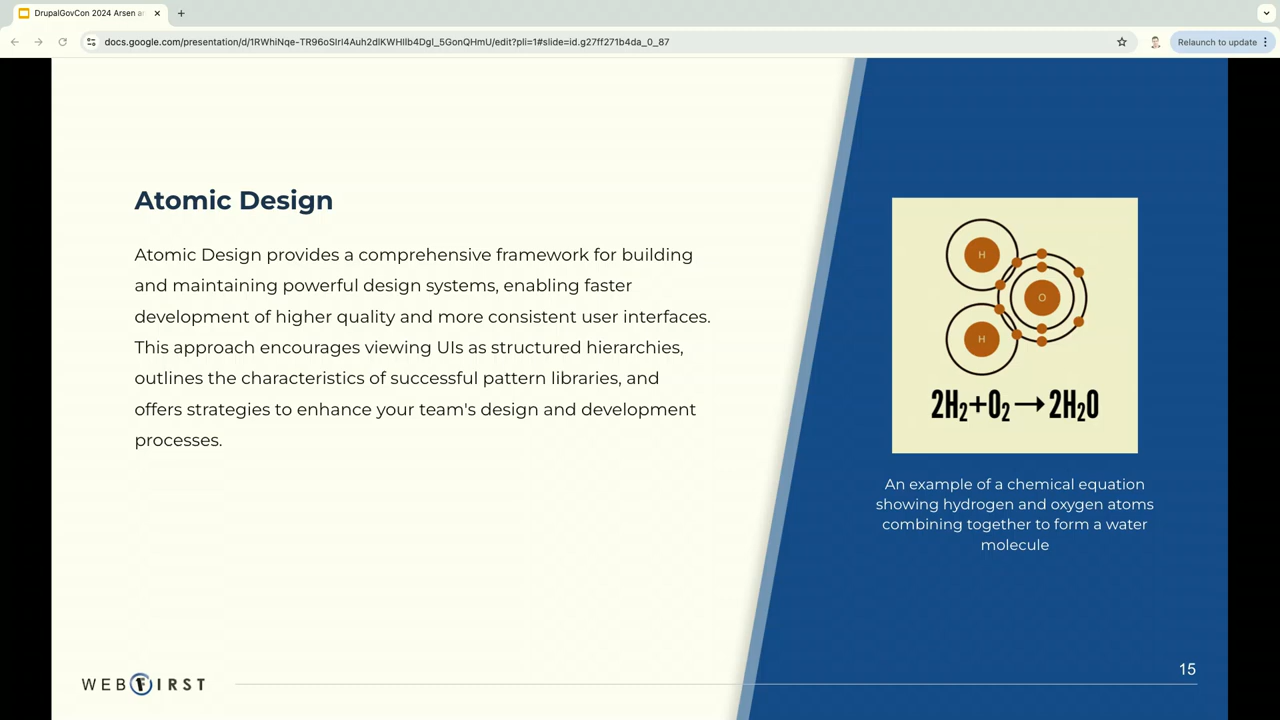 DrupalGovCon 2024 Arsen a
docs.google.com/presentation/d/1RWhiNqe-TR96oSIrI4Auh2dlKWHIlb4Dgl_5GonQHmU/edit?pli=1#slide=id.g27ff271b4da_0_87
Relaunch to update
Atomic Design
Atomic Design provides a comprehensive framework for building
and maintaining powerful design systems, enabling faster
development of higher quality and more consistent user interfaces.
This approach encourages viewing UIs as structured hierarchies,
outlines the characteristics of successful pattern libraries, and
offers strategies to enhance your team's design and development
processes.
H
O
H
2H₂+O₂→2H₂O
An example of a chemical equation
showing hydrogen and oxygen atoms
combining together to form a water
molecule
15
WEBFIRST